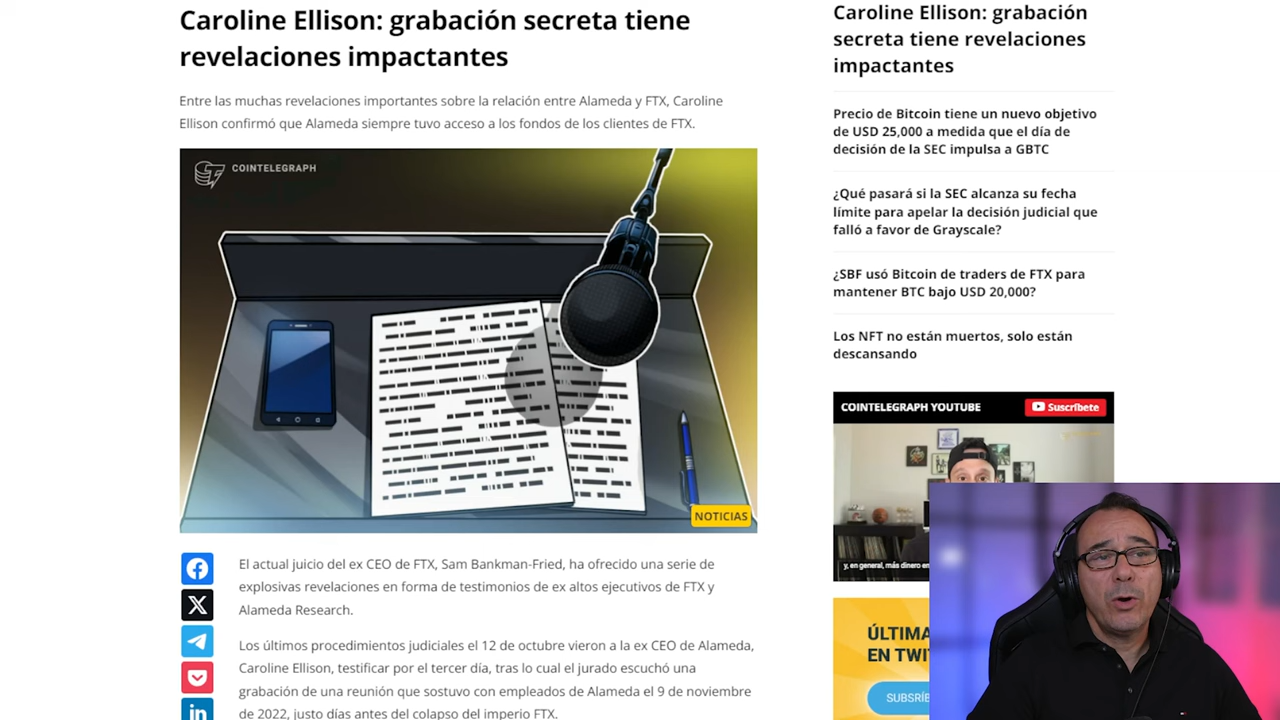 Caroline Ellison: grabación secreta tiene
revelaciones impactantes
Entre las muchas revelaciones importantes sobre la relación entre Alameda y FTX, Caroline
Ellison confirmó que Alameda siempre tuvo acceso a los fondos de los clientes de FTX.
COINTELEGRAPH
NOTICIAS
El actual juicio del ex CEO de FTX, Sam Bankman-Fried, ha ofrecido una serie de
explosivas revelaciones en forma de testimonios de ex altos ejecutivos de FTX y
Alameda Research.
Los últimos procedimientos judiciales el 12 de octubre vieron a la ex CEO de Alameda,
Caroline Ellison, testificar por el tercer día, tras lo cual el jurado escuchó una
grabación de una reunión que sostuvo con empleados de Alameda el 9 de noviembre
de 2022, justo días antes del colapso del imperio FTX.
Caroline Ellison: grabación
secreta tiene revelaciones
impactantes
Precio de Bitcoin tiene un nuevo objetivo
de USD 25,000 a medida que el día de
decisión de la SEC impulsa a GBTC
¿Qué pasará si la SEC alcanza su fecha
límite para apelar la decisión judicial que
falló a favor de Grayscale?
¿SBF usó Bitcoin de traders de FTX para
mantener BTC bajo USD 20,000?
Los NFT no están muertos, solo están
descansando
COINTELEGRAPH YOUTUBE
Suscríbete
y, en general, más dinero en
ÚLTIMA
EN TWI
SUBSRÍB